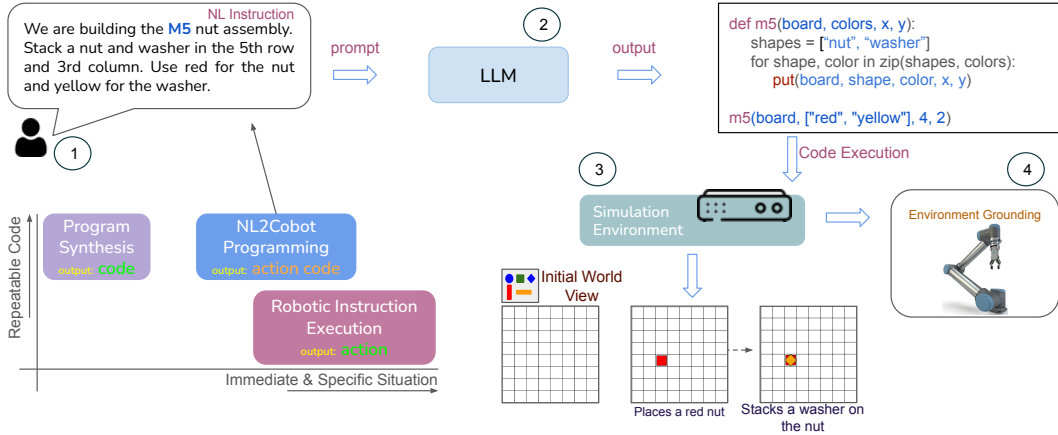 NL Instruction
We are building the M5 nut assembly.
Stack a nut and washer in the 5th row
and 3rd column. Use red for the nut
and yellow for the washer.
1
prompt
2
LLM
output
def m5(board, colors, x, y):
shapes = [“nut”, “washer”]
for shape, color in zip(shapes, colors):
put(board, shape, color, x, y)
m5(board, ["red", "yellow"], 4, 2)
Code Execution
3
Simulation
Environment
4
Environment Grounding
Repeatable Code
Program
Synthesis
output: code
NL2Cobot
Programming
output: action code
Robotic Instruction
Execution
output: action
Immediate & Specific Situation
Initial World
View
Places a red nut
Stacks a washer on
the nut